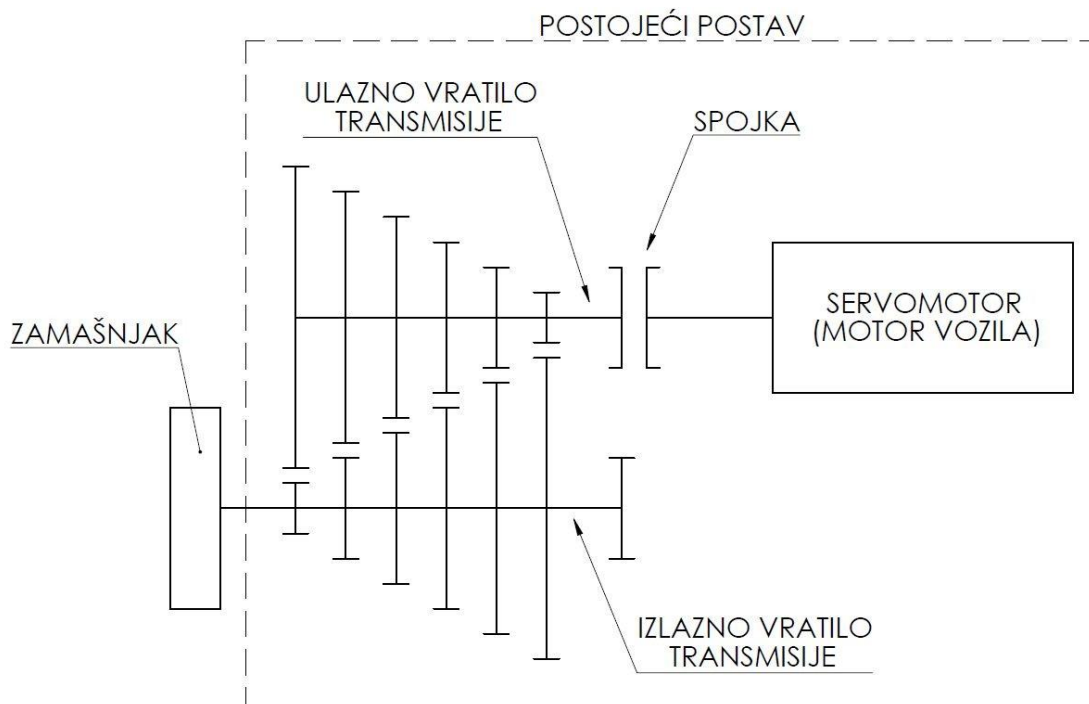 POSTOJEĆI POSTAV
ULAZNO VRATILO
TRANSMISIJE
SPOJKA
ZAMAŠNJAK
SERVOMOTOR
(MOTOR VOZILA)
IZLAZNO VRATILO
TRANSMISIJE